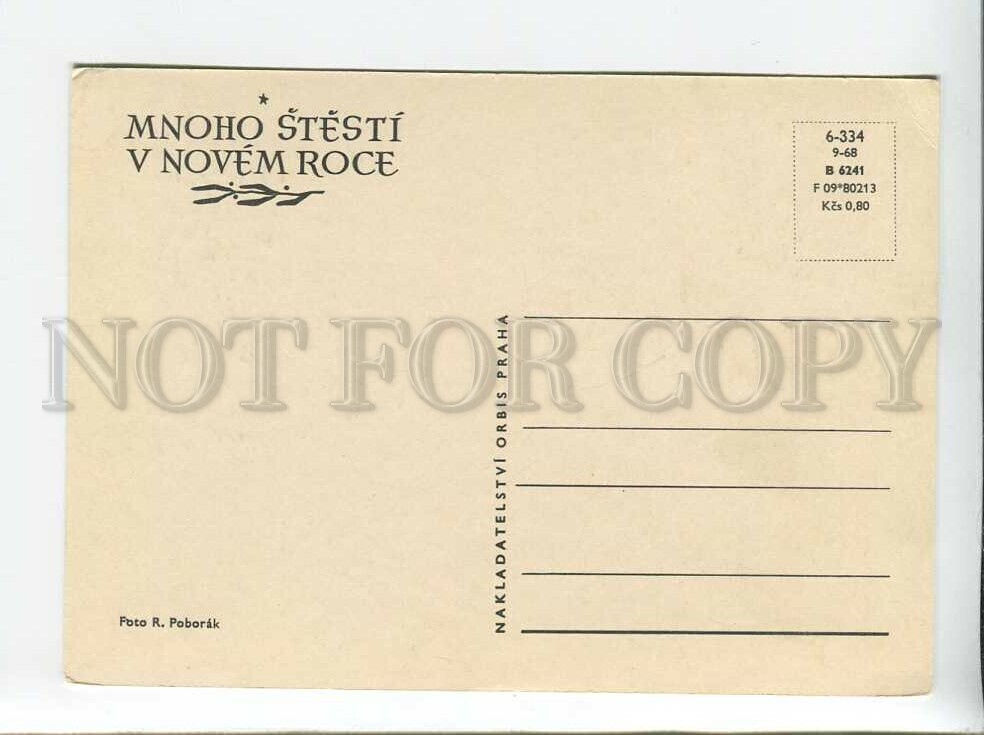 MNOHO ŠTĚSTÍ
V NOVÉM ROCE
6-334
9-68
B 6241
F 09*80213
Kčs 0,80
NOT FOR COPY
NAKLADATELSTVÍ ORBIS PRAHA
Foto R. Poborák